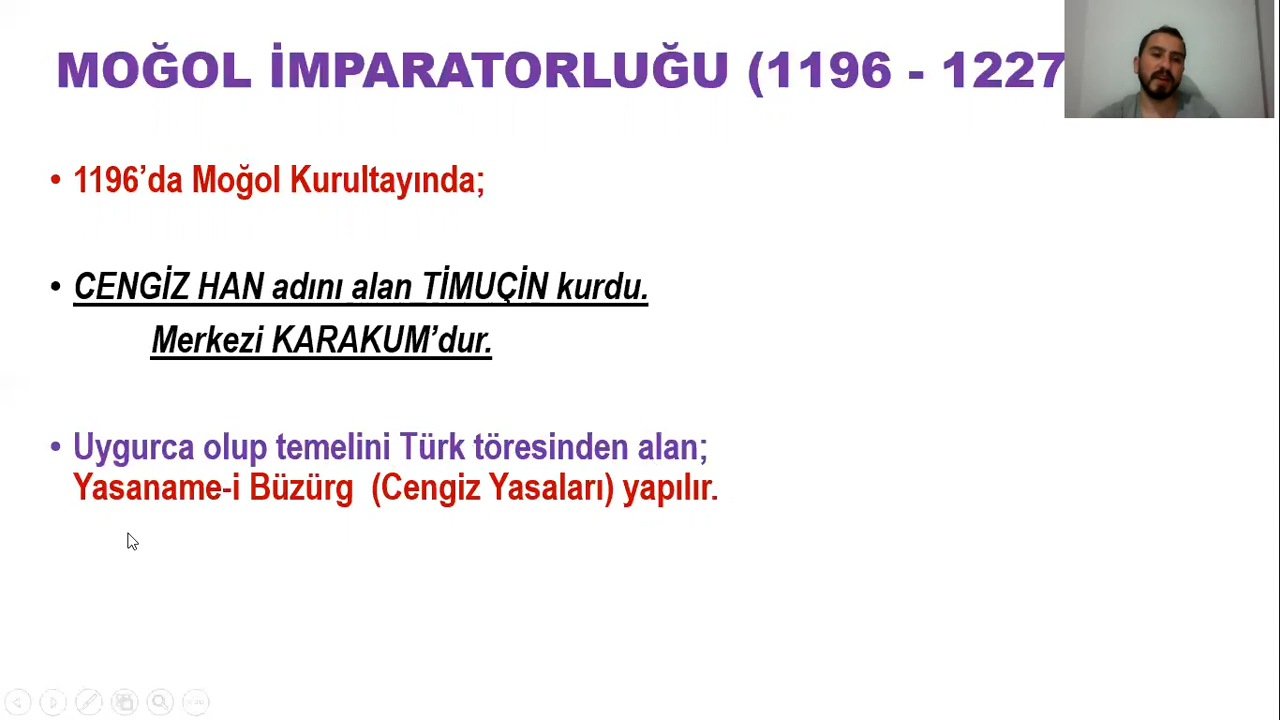 MOĞOL İMPARATORLUĞU (1196 - 1227
• 1196’da Moğol Kurultayında;
• CENGİZ HAN adını alan TİMUÇİN kurdu.
Merkezi KARAKUM’dur.
• Uygurca olup temelini Türk töresinden alan;
Yasaname-i Büzürg (Cengiz Yasaları) yapılır.